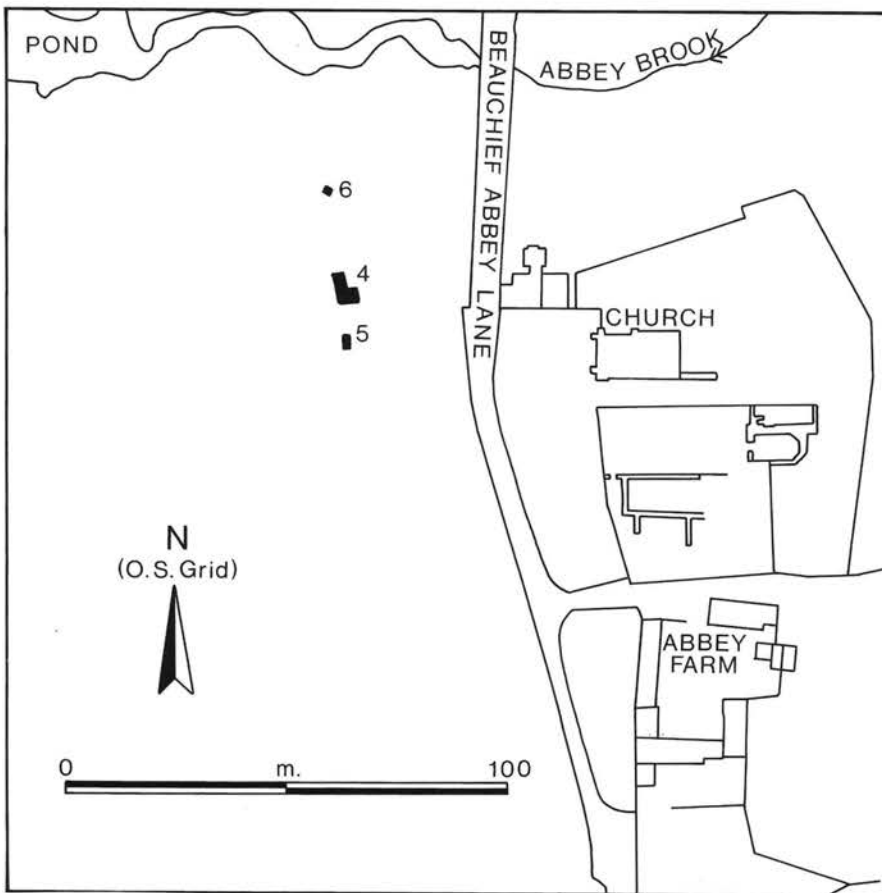 POND
ABBEY BROOK
BEAUCHIEF ABBEY LANE
6
4
5
CHURCH
N
(O.S. Grid)
ABBEY
FARM
0 m. 100